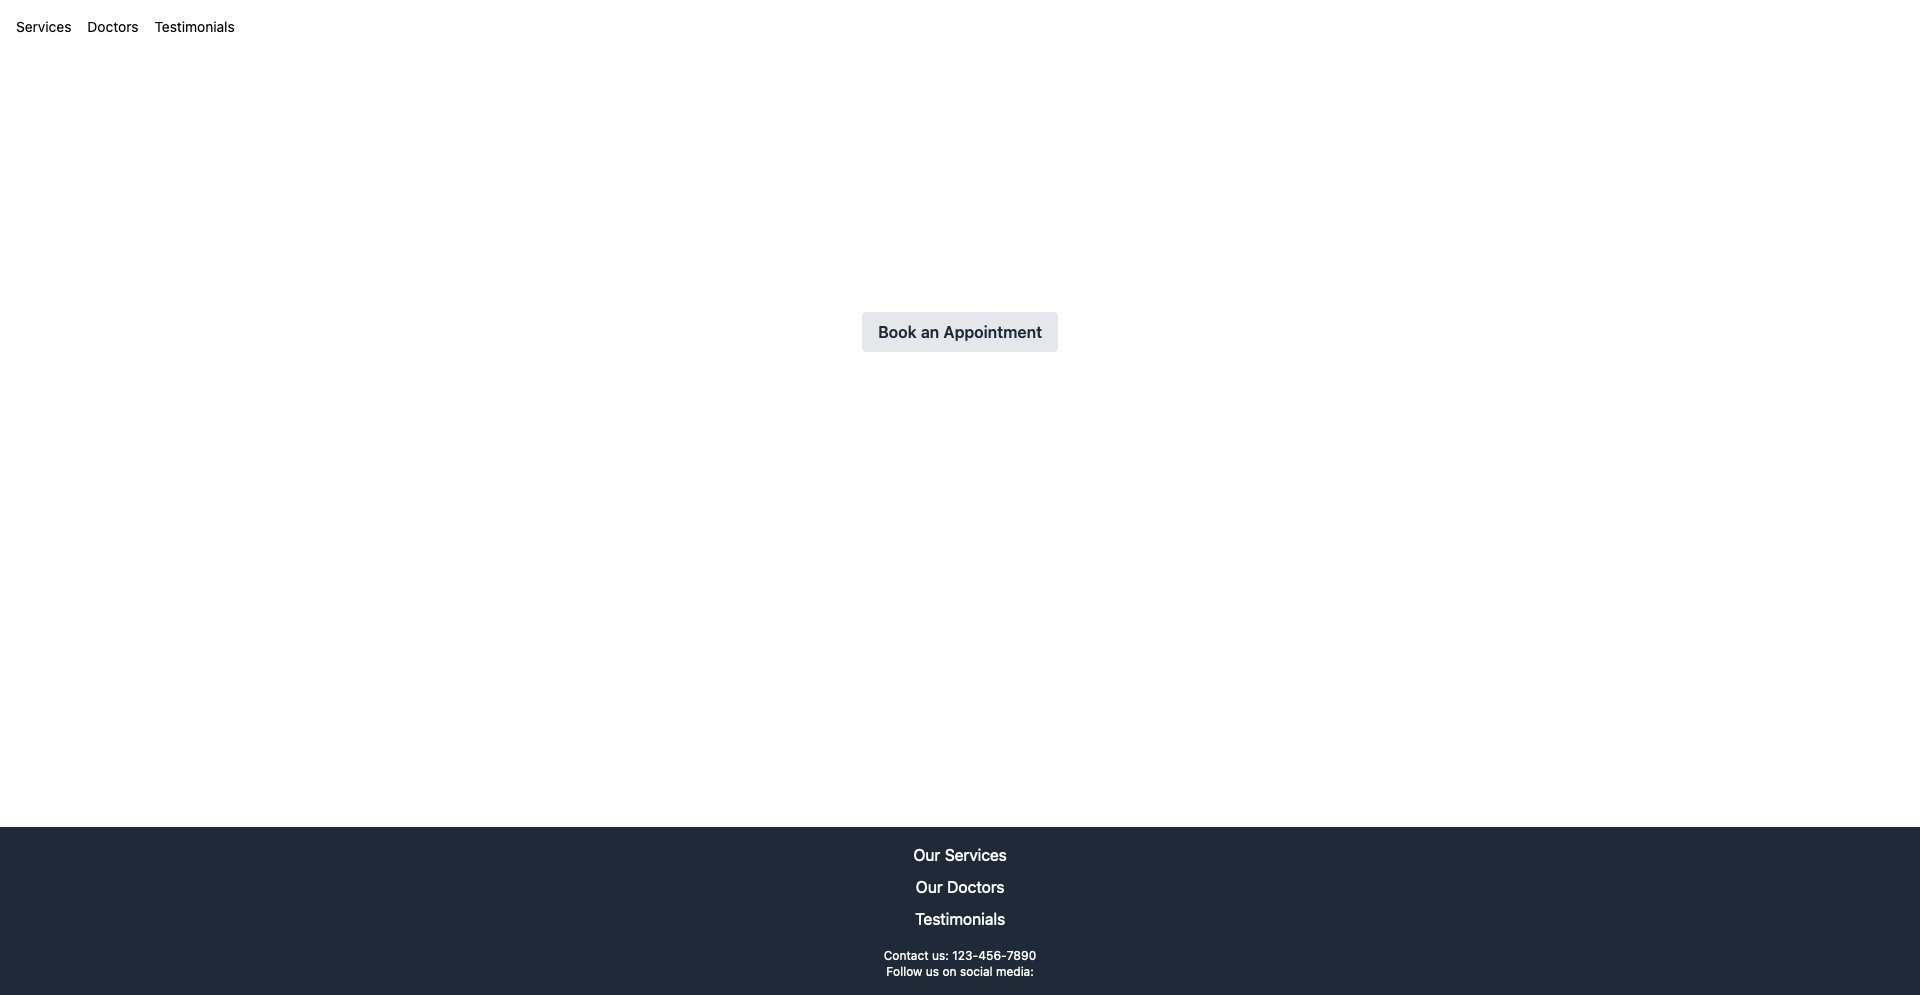 Services Doctors Testimonials
Book an Appointment
Our Services
Our Doctors
Testimonials
Contact us: 123-456-7890
Follow us on social media: